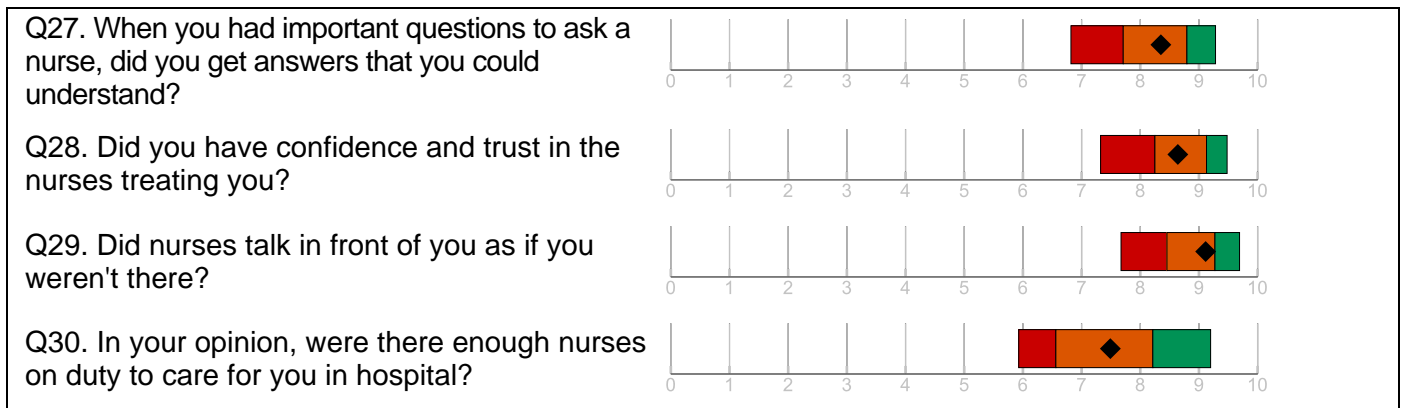 Q27. When you had important questions to ask a
nurse, did you get answers that you could
understand?
0 1 2 3 4 5 6 7 8 9 10
Q28. Did you have confidence and trust in the
nurses treating you?
0 1 2 3 4 5 6 7 8 9 10
Q29. Did nurses talk in front of you as if you
weren't there?
0 1 2 3 4 5 6 7 8 9 10
Q30. In your opinion, were there enough nurses
on duty to care for you in hospital?
0 1 2 3 4 5 6 7 8 9 10